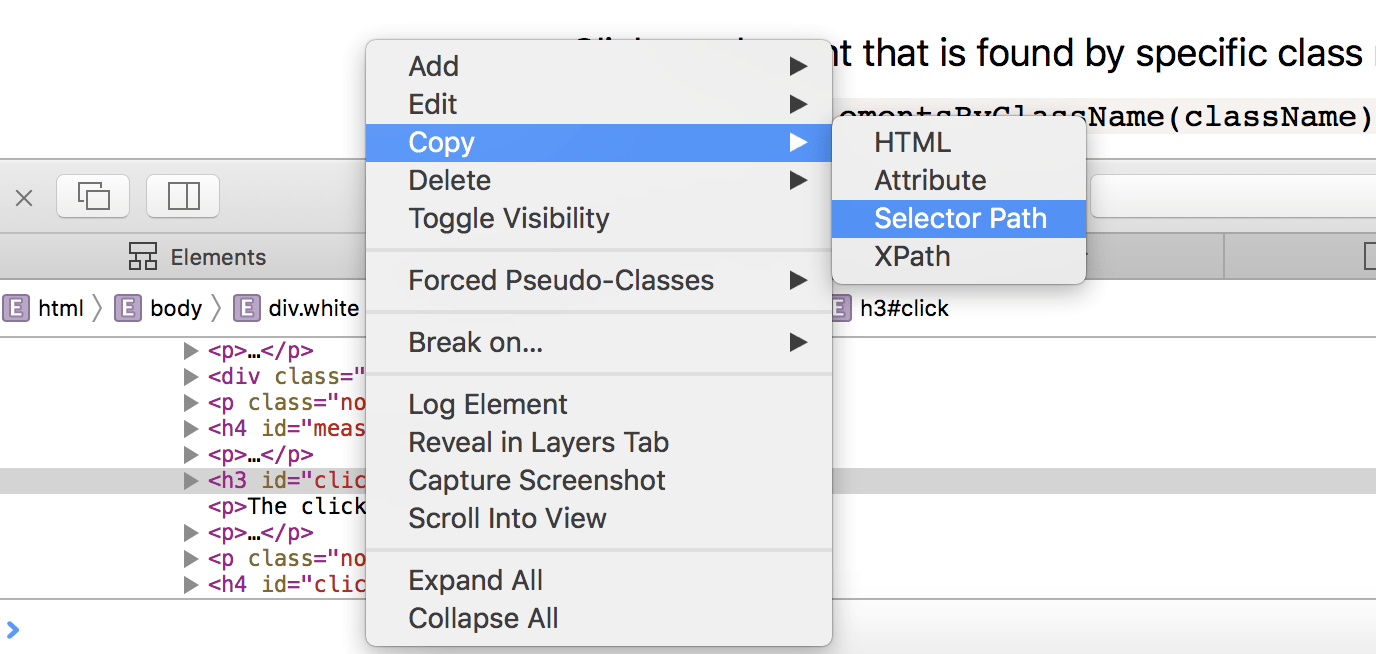 nt that is found by specific class
ementsByClassName(className)
Add
Edit
Copy
Delete
Toggle Visibility
Forced Pseudo-Classes
Break on...
Log Element
Reveal in Layers Tab
Capture Screenshot
Scroll Into View
Expand All
Collapse All
HTML
Attribute
Selector Path
XPath
Elements
E html E body E div.white E h3#click
<p>…</p>
<div class="
<p class="no
<h4 id="meas
<p>…</p>
<h3 id="clic
<p>The click
<p>…</p>
<p class="no
<h4 id="clic